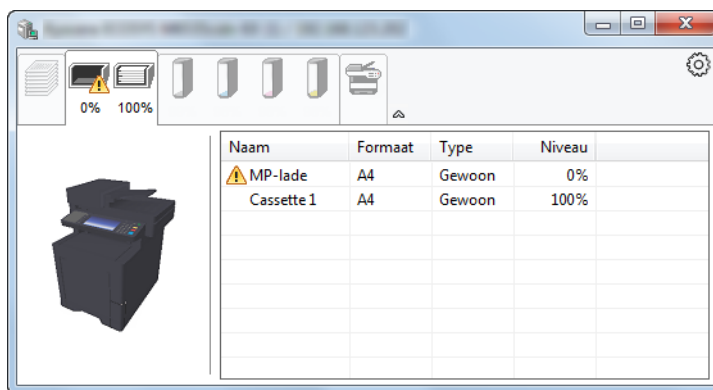 0% 100%
Naam Formaat Type Niveau
MP-lade A4 Gewoon 0%
Cassette 1 A4 Gewoon 100%